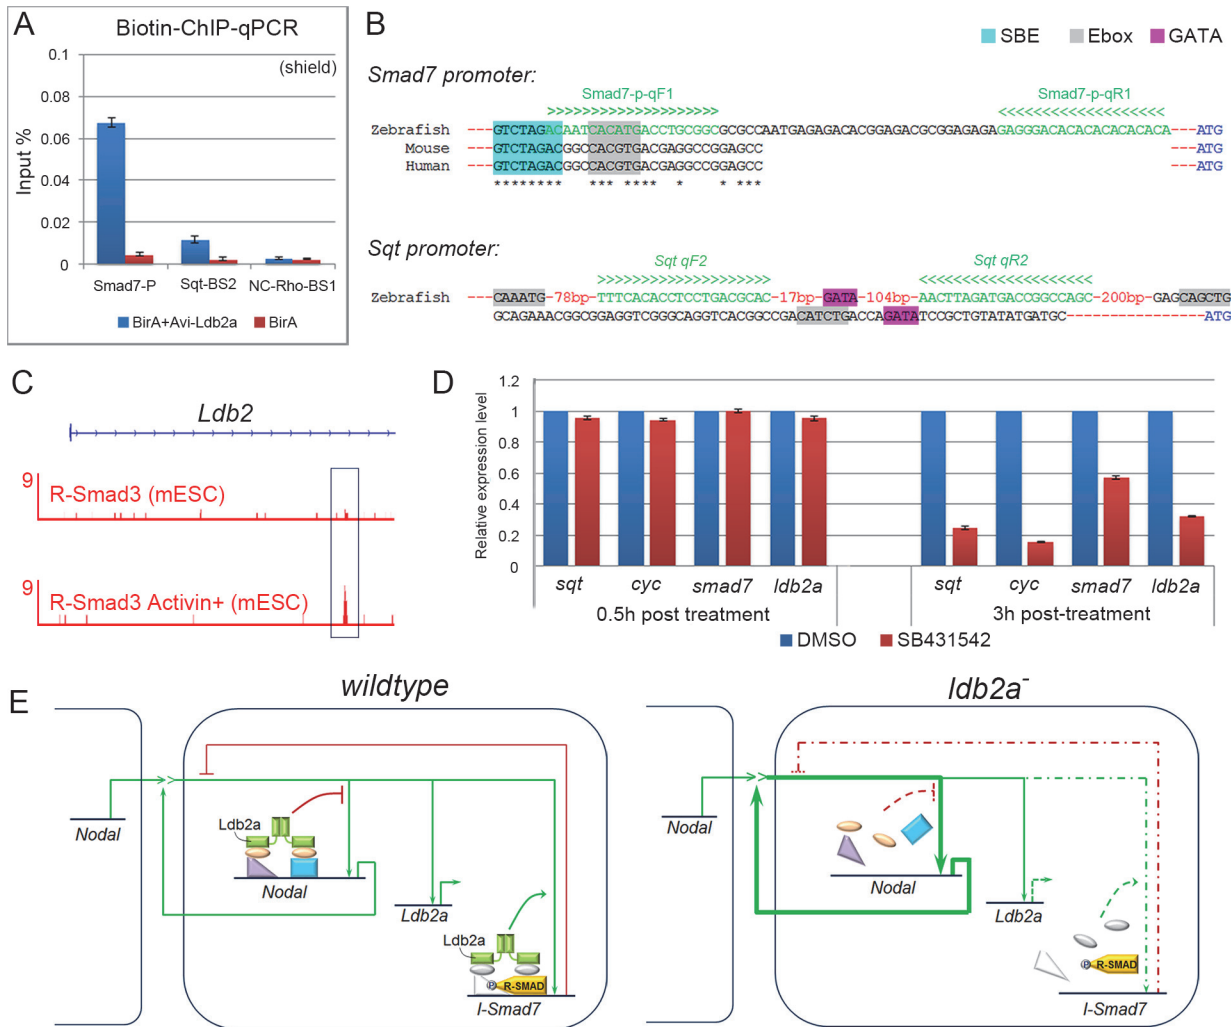 A
Biotin-ChIP-qPCR
(shield)
0.1
0.08
0.06
0.04
0.02
0
Input %
Smad7-P
Sqt-BS2
NC-Rho-BS1
BirA+Avi-Ldb2a
BirA
B
SBE
Ebox
GATA
Smad7 promoter:
Smad7-p-qF1
Smad7-p-qR1
>>>>>>>>>>>>>>>>>>>> <<<<<<<<<<<<<<<<<<<<
Zebrafish ---GTCTAGACAATCACATGACCTGCGGCGCGCCAATGAGAGACACGGAGACGCGGAGAGAGAGGGACACACACACACACA---ATG
Mouse ---GTCTAGACGGCCACGTGACGAGGCCGGAGCC ---ATG
Human ---GTCTAGACGGCCACGTGACGAGGCCGGAGCC ---ATG
******** *** **** * * ***
Sqt promoter:
Sqt qF2
Sqt qR2
>>>>>>>>>>>>>>>>>>>> <<<<<<<<<<<<<<<<<<<<
Zebrafish ---CAAATG-78bp-TTTCACACCTCCTGACGCAC-17bp-GATA-104bp-AACTTAGATGACCGGCCAGC-200bp-GAGCAGCTG
GCAGAAACGGCGGAGGTCGGGCAGGTCACGGCCGACATCTGACCAGATATCCGCTGTATATGATGC----------------ATG
C
Ldb2
9
R-Smad3 (mESC)
9
R-Smad3 Activin+ (mESC)
D
1.2
1
0.8
0.6
0.4
0.2
0
Relative expression level
sqt cyc smad7 ldb2a
sqt cyc smad7 ldb2a
0.5h post treatment
3h post-treatment
DMSO
SB431542
E
wildtype
Nodal
Ldb2a
Nodal
Ldb2a
Ldb2a
P
R-SMAD
I-Smad7
ldb2a-
Nodal
Nodal
Ldb2a
P
R-SMAD
I-Smad7